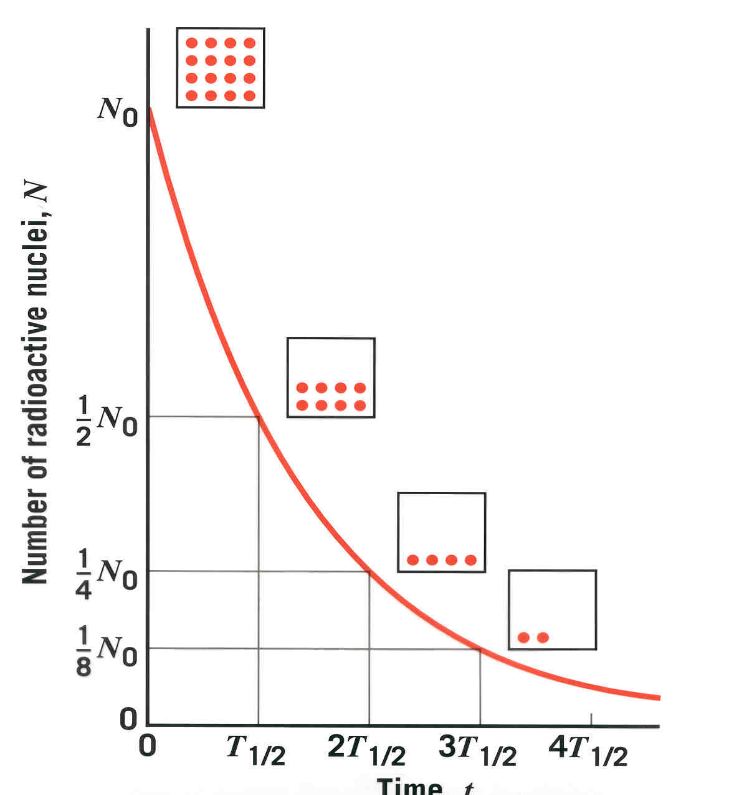 Number of radioactive nuclei, N
N₀
½N₀
¼N₀
⅛N₀
0
0 T₁/₂ 2T₁/₂ 3T₁/₂ 4T₁/₂
Time, t